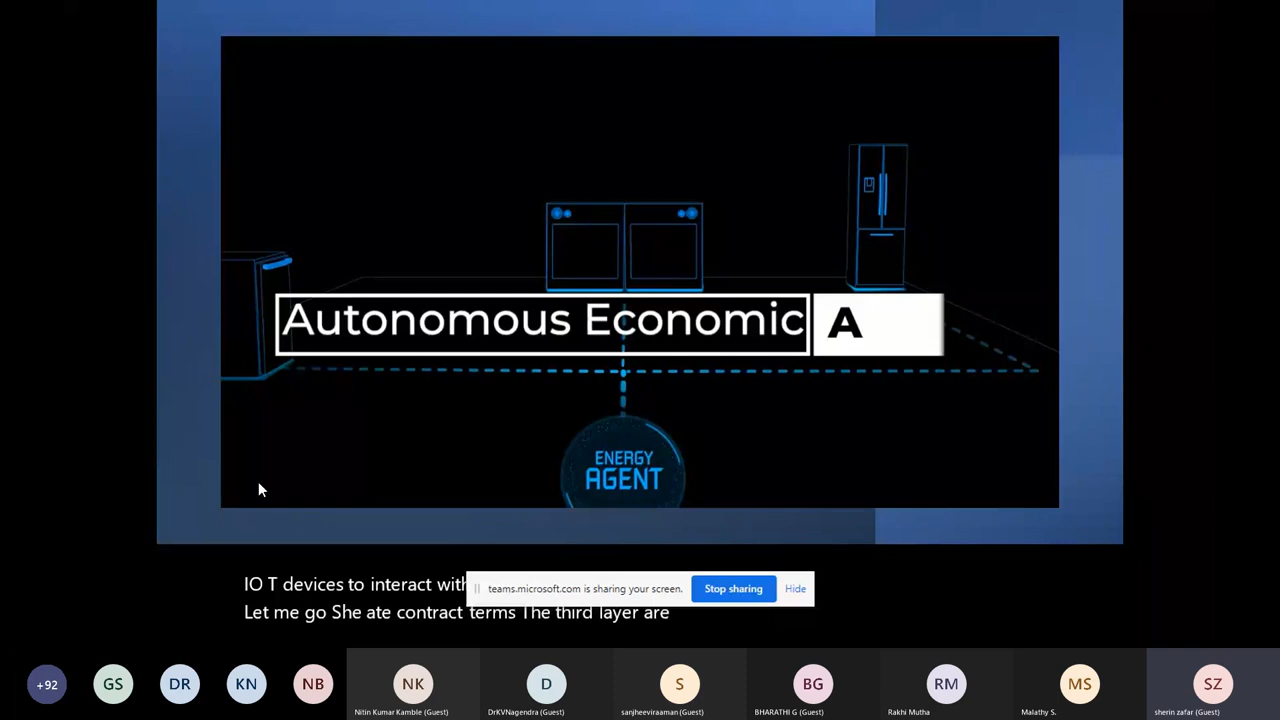 Autonomous Economic A
ENERGY
AGENT
IO T devices to interact with
teams.microsoft.com is sharing your screen. Stop sharing Hide
Let me go She ate contract terms The third layer are
+92 GS DR KN NB NK D S BG RM MS SZ
Nitin Kumar Kamble (Guest) DrKVNagendra (Guest) sanjheeviraaman (Guest) BHARATHI G (Guest) Rakhi Mutha Malathy S. sherin zafar (Guest)